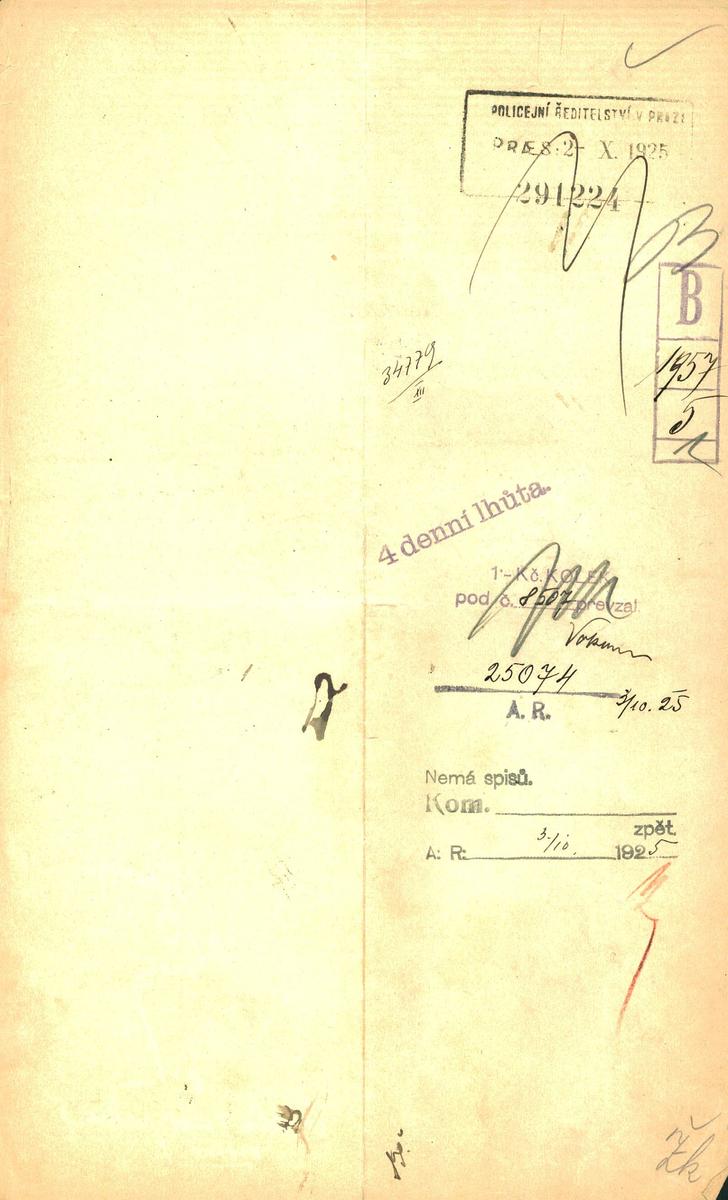 POLICEJNÍ ŘEDITELSTVÍ V PRAZE
PRAES: 2- X. 1925
291224
B
1957
5
34779
XII
4 denní lhůta.
1·- Kč. KOLEK
pod č. 8507 převzal
25074
3/10. 25
A. R.
Nemá spisů.
Kom.
zpět.
A: R: 3/10. 1925
Žk